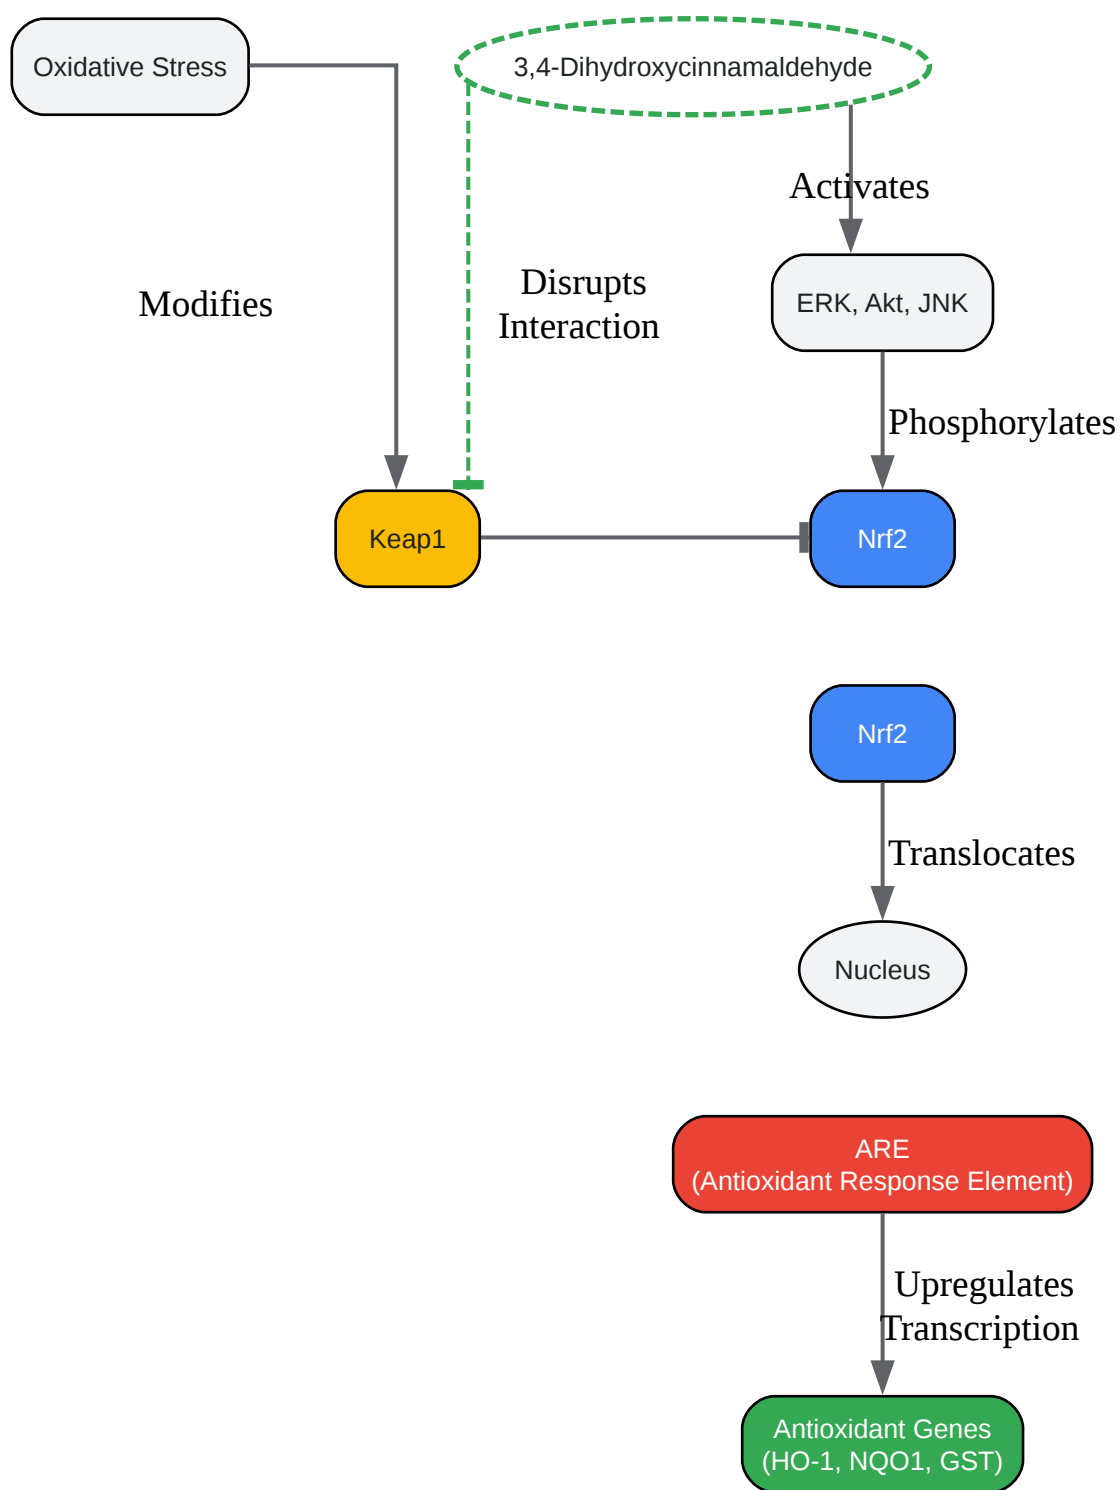 Oxidative Stress
3,4-Dihydroxycinnamaldehyde
Activates
Modifies
Disrupts
Interaction
ERK, Akt, JNK
Phosphorylates
Keap1
Nrf2
Nrf2
Translocates
Nucleus
ARE
(Antioxidant Response Element)
Upregulates
Transcription
Antioxidant Genes
(HO-1, NQO1, GST)